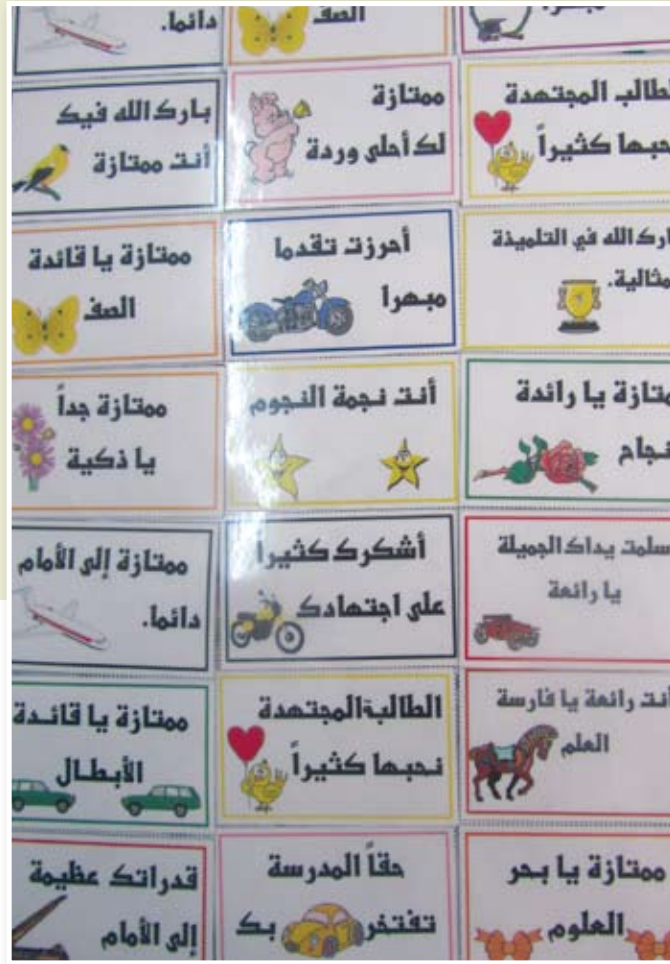 مبهراً.
الصف
دائما.
الطالب المجتهدة
نحبها كثيراً
ممتازة
لك أحلى وردة
بارك الله فيك
أنت ممتازة
بارك الله في التلميذة
المثالية.
أحرزت تقدما
مبهرا
ممتازة يا قائدة
الصف
ممتازة يا رائدة
النجاح
أنت نجمة النجوم
ممتازة جداً
يا ذكية
سلمت يداك الجميلة
يا رائعة
أشكرك كثيراً
على اجتهادك
ممتازة إلى الأمام
دائما.
أنت رائعة يا فارسة
العلم
الطالبة المجتهدة
نحبها كثيراً
ممتازة يا قائدة
الأبطال
ممتازة يا بحر
العلوم
حقاً المدرسة
تفتخر بك
قدراتك عظيمة
إلى الأمام